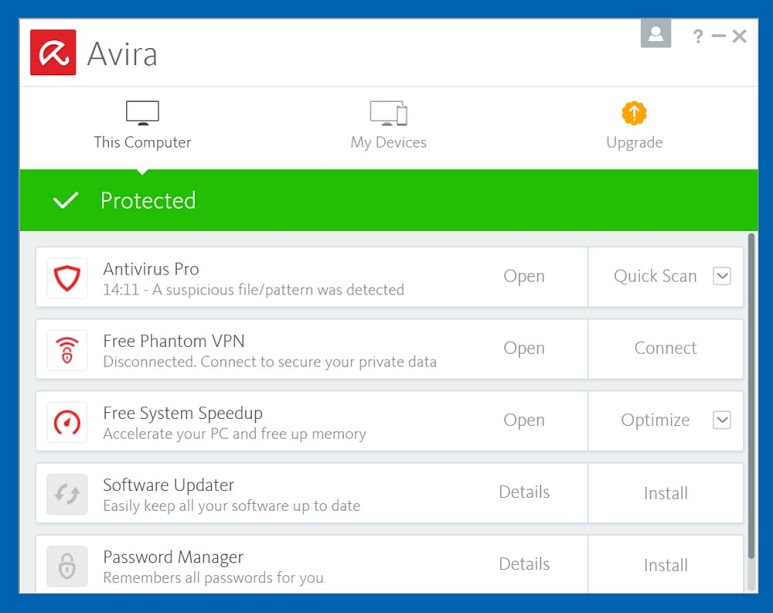 Avira
?
This Computer
My Devices
Upgrade
Protected
Antivirus Pro
14:11 - A suspicious file/pattern was detected
Open
Quick Scan
Free Phantom VPN
Disconnected. Connect to secure your private data
Open
Connect
Free System Speedup
Accelerate your PC and free up memory
Open
Optimize
Software Updater
Easily keep all your software up to date
Details
Install
Password Manager
Remembers all passwords for you
Details
Install